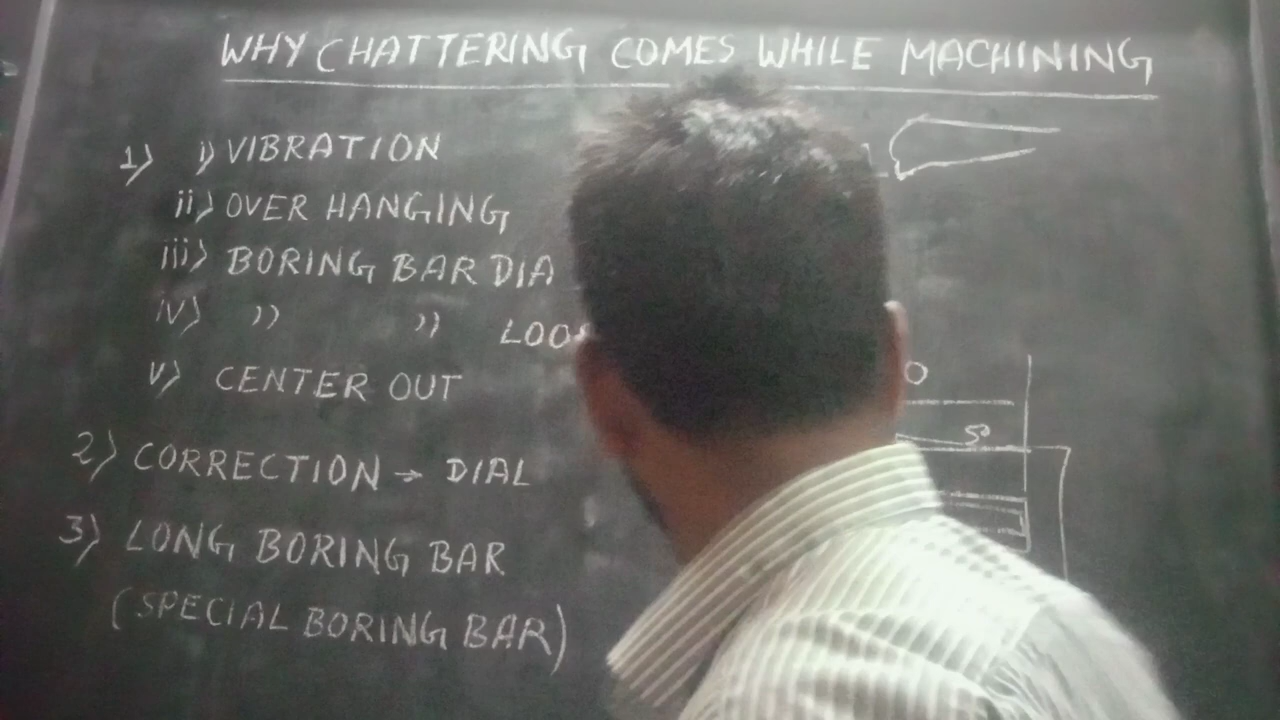 WHY CHATTERING COMES WHILE MACHINING
1) i) VIBRATION
ii) OVER HANGING
iii) BORING BAR DIA
iv) )) ))
v) CENTER OUT
2) CORRECTION → DIAL
3) LONG BORING BAR
(SPECIAL BORING BAR)
50